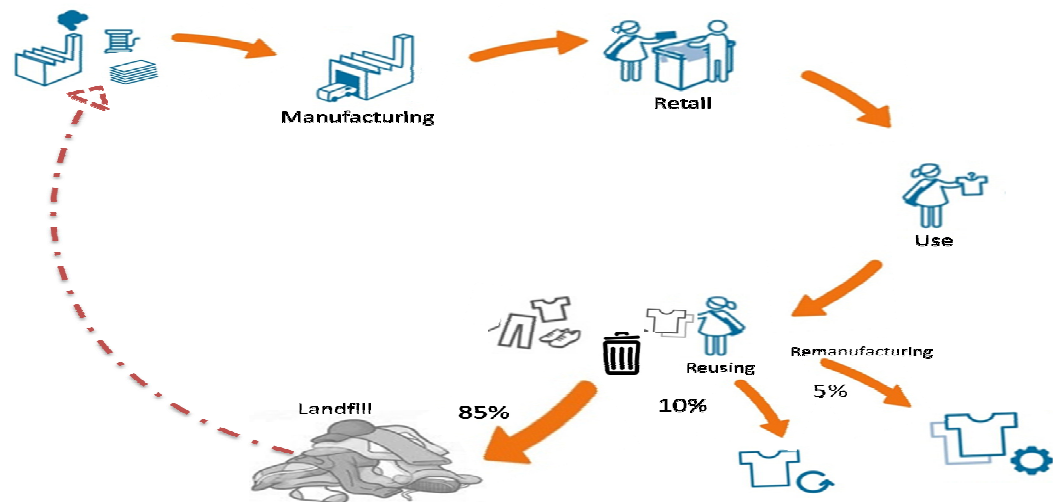 Manufacturing
Retail
Use
Reusing
Remanufacturing
5%
10%
85%
Landfill